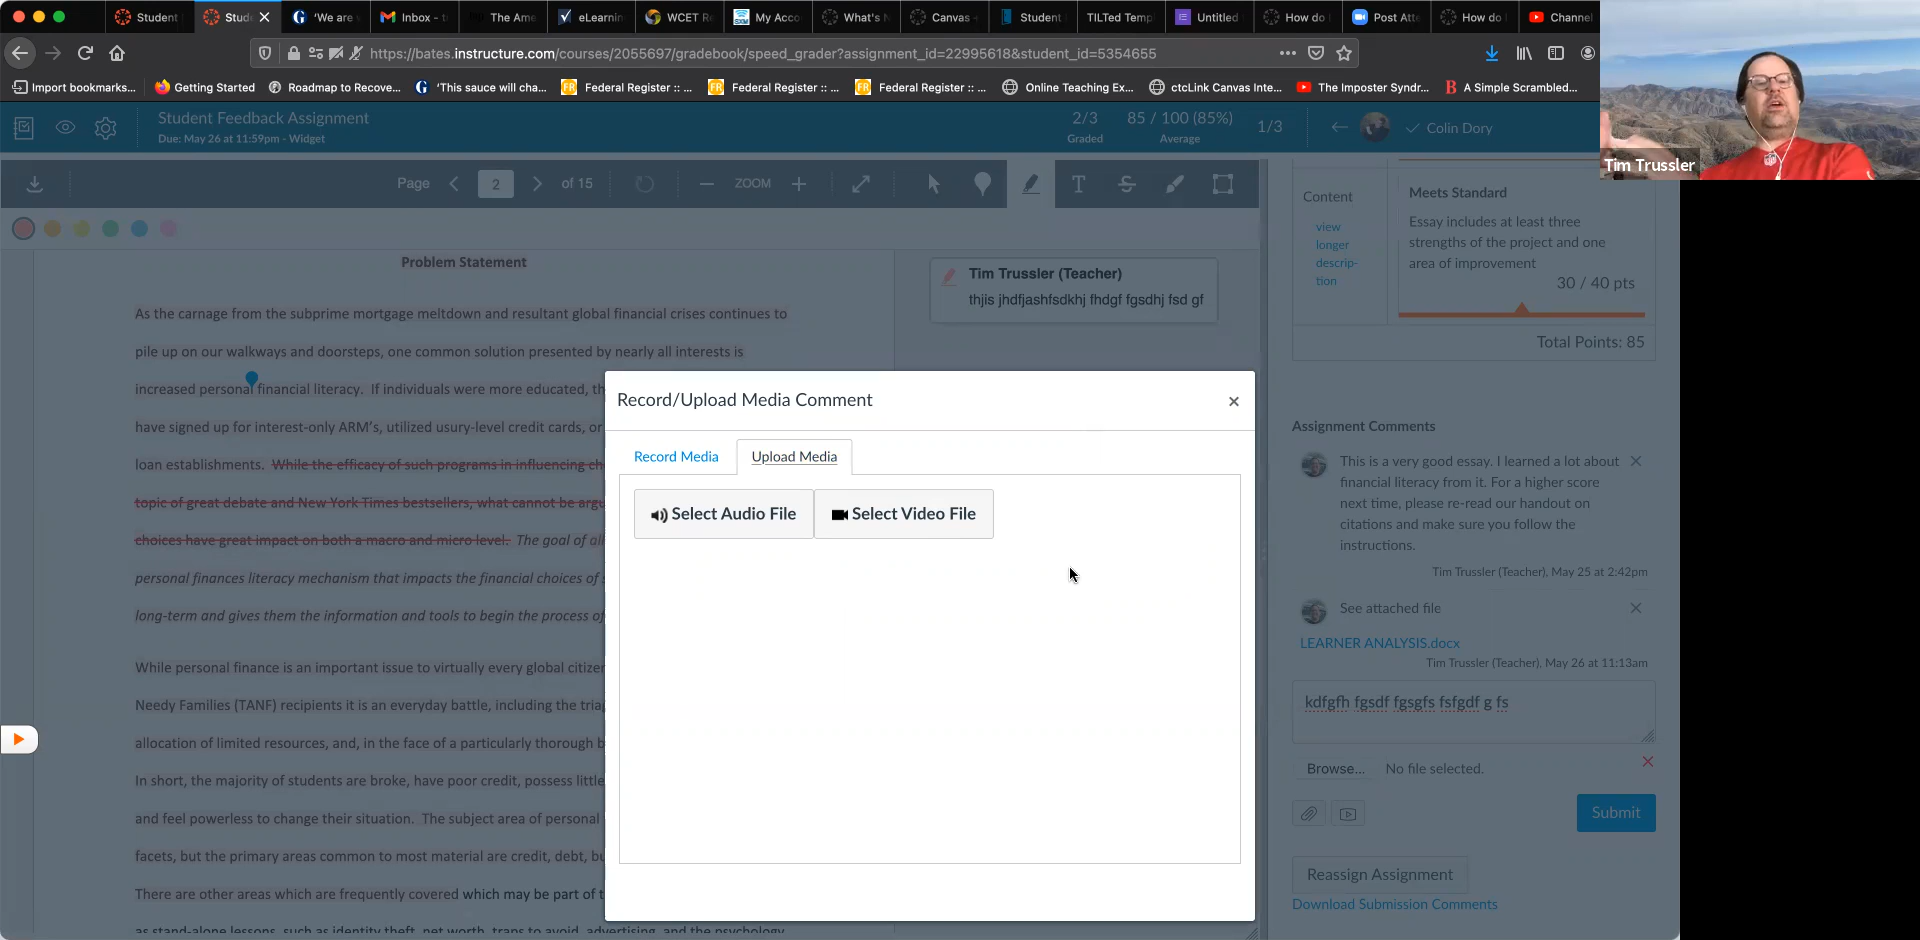 Student
Stude
'We are
Inbox -
The Ame
eLearnin
WCET Re
My Acco
What's N
Canvas
Student
TILTed Temp
Untitled
How do
Post Atte
How do
Channel
https://bates.instructure.com/courses/2055697/gradebook/speed_grader?assignment_id=22995618&student_id=5354655
Import bookmarks...
Getting Started
Roadmap to Recove...
'This sauce will cha...
Federal Register :: ...
Federal Register :: ...
Federal Register :: ...
Online Teaching Ex...
ctcLink Canvas Inte...
The Imposter Syndr...
A Simple Scrambled...
Tim Trussler
Student Feedback Assignment
Due: May 26 at 11:59pm - Widget
2/3
Graded
85 / 100 (85%)
Average
1/3
Colin Dory
Page
2
of 15
ZOOM
Problem Statement
As the carnage from the subprime mortgage meltdown and resultant global financial crises continues to
pile up on our walkways and doorsteps, one common solution presented by nearly all interests is
increased personal financial literacy. If individuals were more educated, th
have signed up for interest-only ARM's, utilized usury-level credit cards, or
loan establishments. While the efficacy of such programs in influencing ch
topic of great debate and New York Times bestsellers, what cannot be argu
choices have great impact on both a macro and micro level. The goal of al
personal finances literacy mechanism that impacts the financial choices of s
long-term and gives them the information and tools to begin the process of
While personal finance is an important issue to virtually every global citizen
Needy Families (TANF) recipients it is an everyday battle, including the tria
allocation of limited resources, and, in the face of a particularly thorough b
In short, the majority of students are broke, have poor credit, possess little
and feel powerless to change their situation. The subject area of personal
facets, but the primary areas common to most material are credit, debt, bu
There are other areas which are frequently covered which may be part of t
as stand-alone lessons, such as identity theft, net worth, traps to avoid, advertising, and the psychology
Tim Trussler (Teacher)
thjis jhdfjashfsdkhj fhdgf fgsdhj fsd gf
Record/Upload Media Comment
×
Record Media
Upload Media
Select Audio File
Select Video File
Content
view
longer
descrip-
tion
Meets Standard
Essay includes at least three
strengths of the project and one
area of improvement
30 / 40 pts
Total Points: 85
Assignment Comments
This is a very good essay. I learned a lot about
financial literacy from it. For a higher score
next time, please re-read our handout on
citations and make sure you follow the
instructions.
Tim Trussler (Teacher), May 25 at 2:42pm
See attached file
LEARNER ANALYSIS.docx
Tim Trussler (Teacher), May 26 at 11:13am
kdfgfh fgsdf fgsgfs fsfgdf g fs
Browse...
No file selected.
Submit
Reassign Assignment
Download Submission Comments